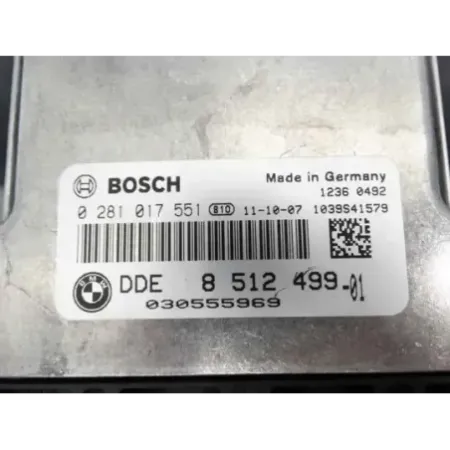 BOSCH
Made in Germany
1236 0492
0 281 017 551 810 11-10-07 1039S41579
BMW DDE 8 512 499-01
030555969